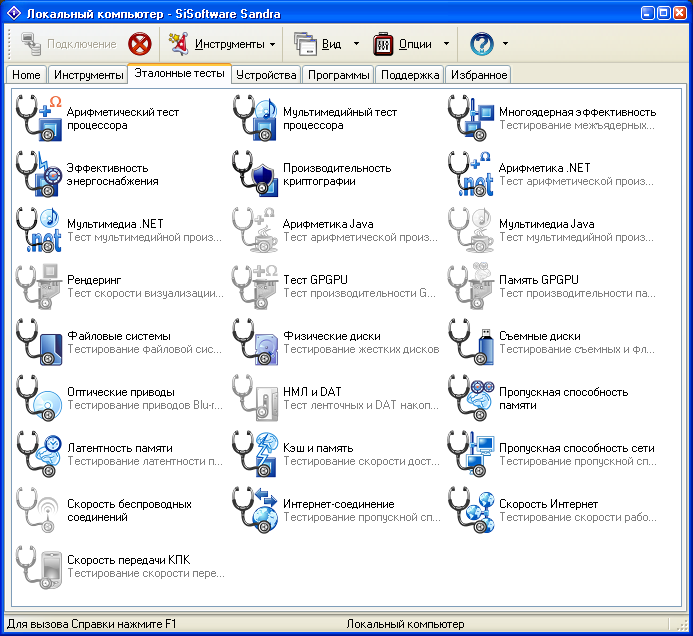 Локальный компьютер - SiSoftware Sandra
Подключение Инструменты Вид Опции ?
Home Инструменты Эталонные тесты Устройства Программы Поддержка Избранное
Арифметический тест
процессора
Мультимедийный тест
процессора
Многоядерная эффективность
Тестирование межъядерных...
Эффективность
энергоснабжения
Производительность
криптографии
Арифметика .NET
Тест арифметической произ...
Мультимедиа .NET
Тест мультимедийной произ...
Арифметика Java
Тест арифметической произ...
Мультимедиа Java
Тест мультимедийной произ...
Рендеринг
Тест скорости визуализации...
Тест GPGPU
Тест производительности G...
Память GPGPU
Тест производительности па...
Файловые системы
Тестирование файловой сис...
Физические диски
Тестирование жестких дисков
Съемные диски
Тестирование съемных и фл...
Оптические приводы
Тестирование приводов Blu-r...
НМЛ и DAT
Тест ленточных и DAT накоп...
Пропускная способность
памяти
Латентность памяти
Тестирование латентности п...
Кэш и память
Тестирование скорости дост...
Пропускная способность сети
Тестирование пропускной сп...
Скорость беспроводных
соединений
Интернет-соединение
Тестирование пропускной сп...
Скорость Интернет
Тестирование скорости рабо...
Скорость передачи КПК
Тестирование скорости пере...
Для вызова Справки нажмите F1 Локальный компьютер